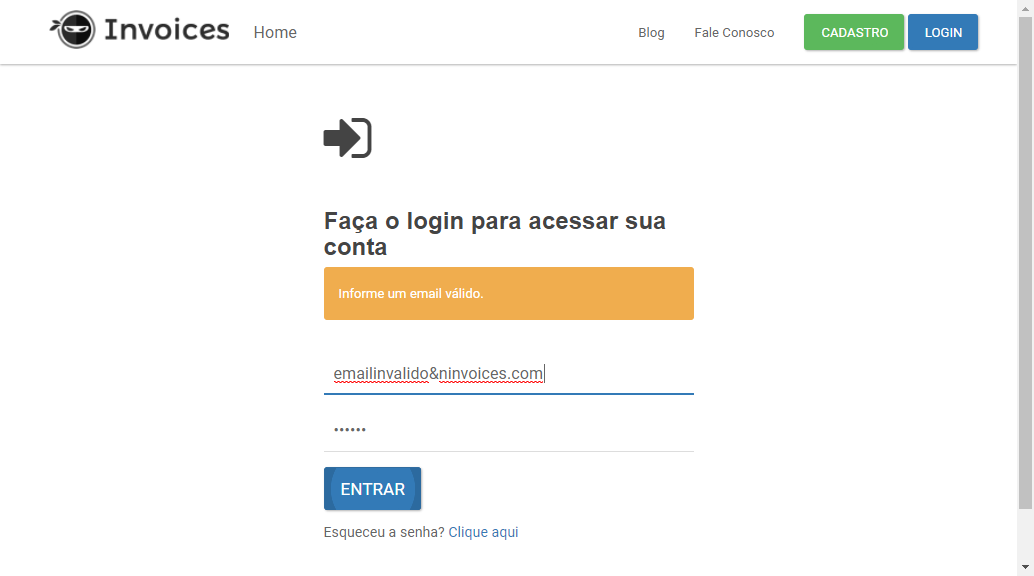 Invoices Home Blog Fale Conosco CADASTRO LOGIN
Faça o login para acessar sua
conta
Informe um email válido.
emailinvalido&ninvoices.com
••••••
ENTRAR
Esqueceu a senha? Clique aqui